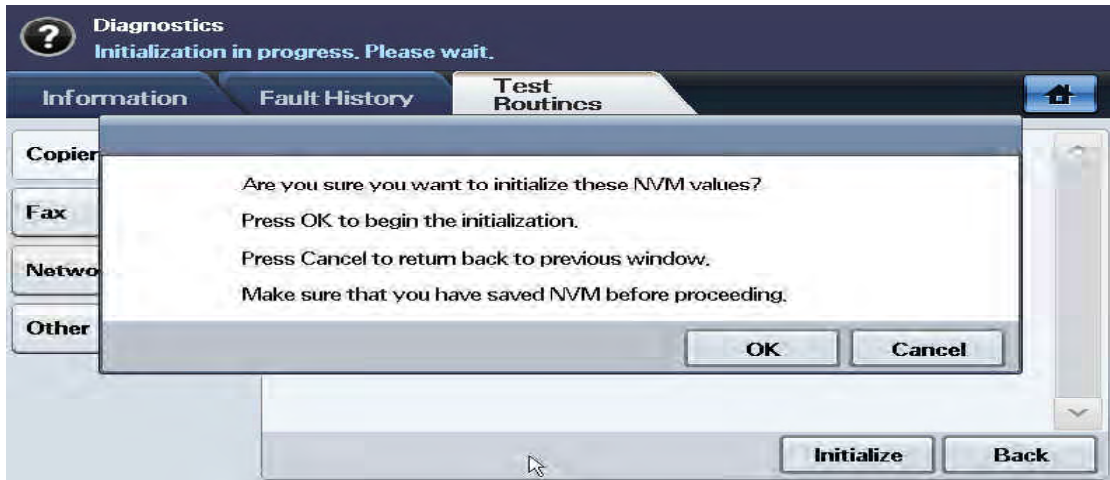 Diagnostics
Initialization in progress. Please wait.
Information
Fault History
Test
Routines
Copier
Fax
Netwo
Other
Are you sure you want to initialize these NVM values?
Press OK to begin the initialization.
Press Cancel to return back to previous window.
Make sure that you have saved NVM before proceeding.
OK
Cancel
Initialize
Back